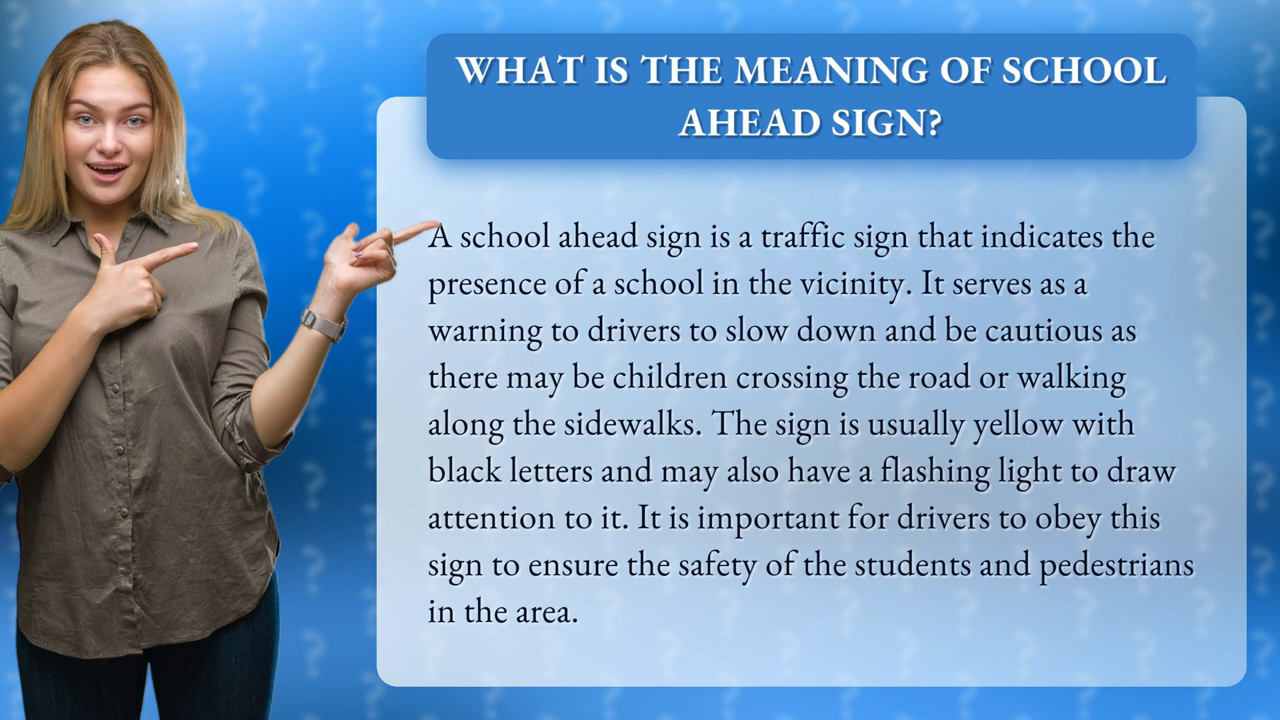 WHAT IS THE MEANING OF SCHOOL
AHEAD SIGN?
A school ahead sign is a traffic sign that indicates the
presence of a school in the vicinity. It serves as a
warning to drivers to slow down and be cautious as
there may be children crossing the road or walking
along the sidewalks. The sign is usually yellow with
black letters and may also have a flashing light to draw
attention to it. It is important for drivers to obey this
sign to ensure the safety of the students and pedestrians
in the area.